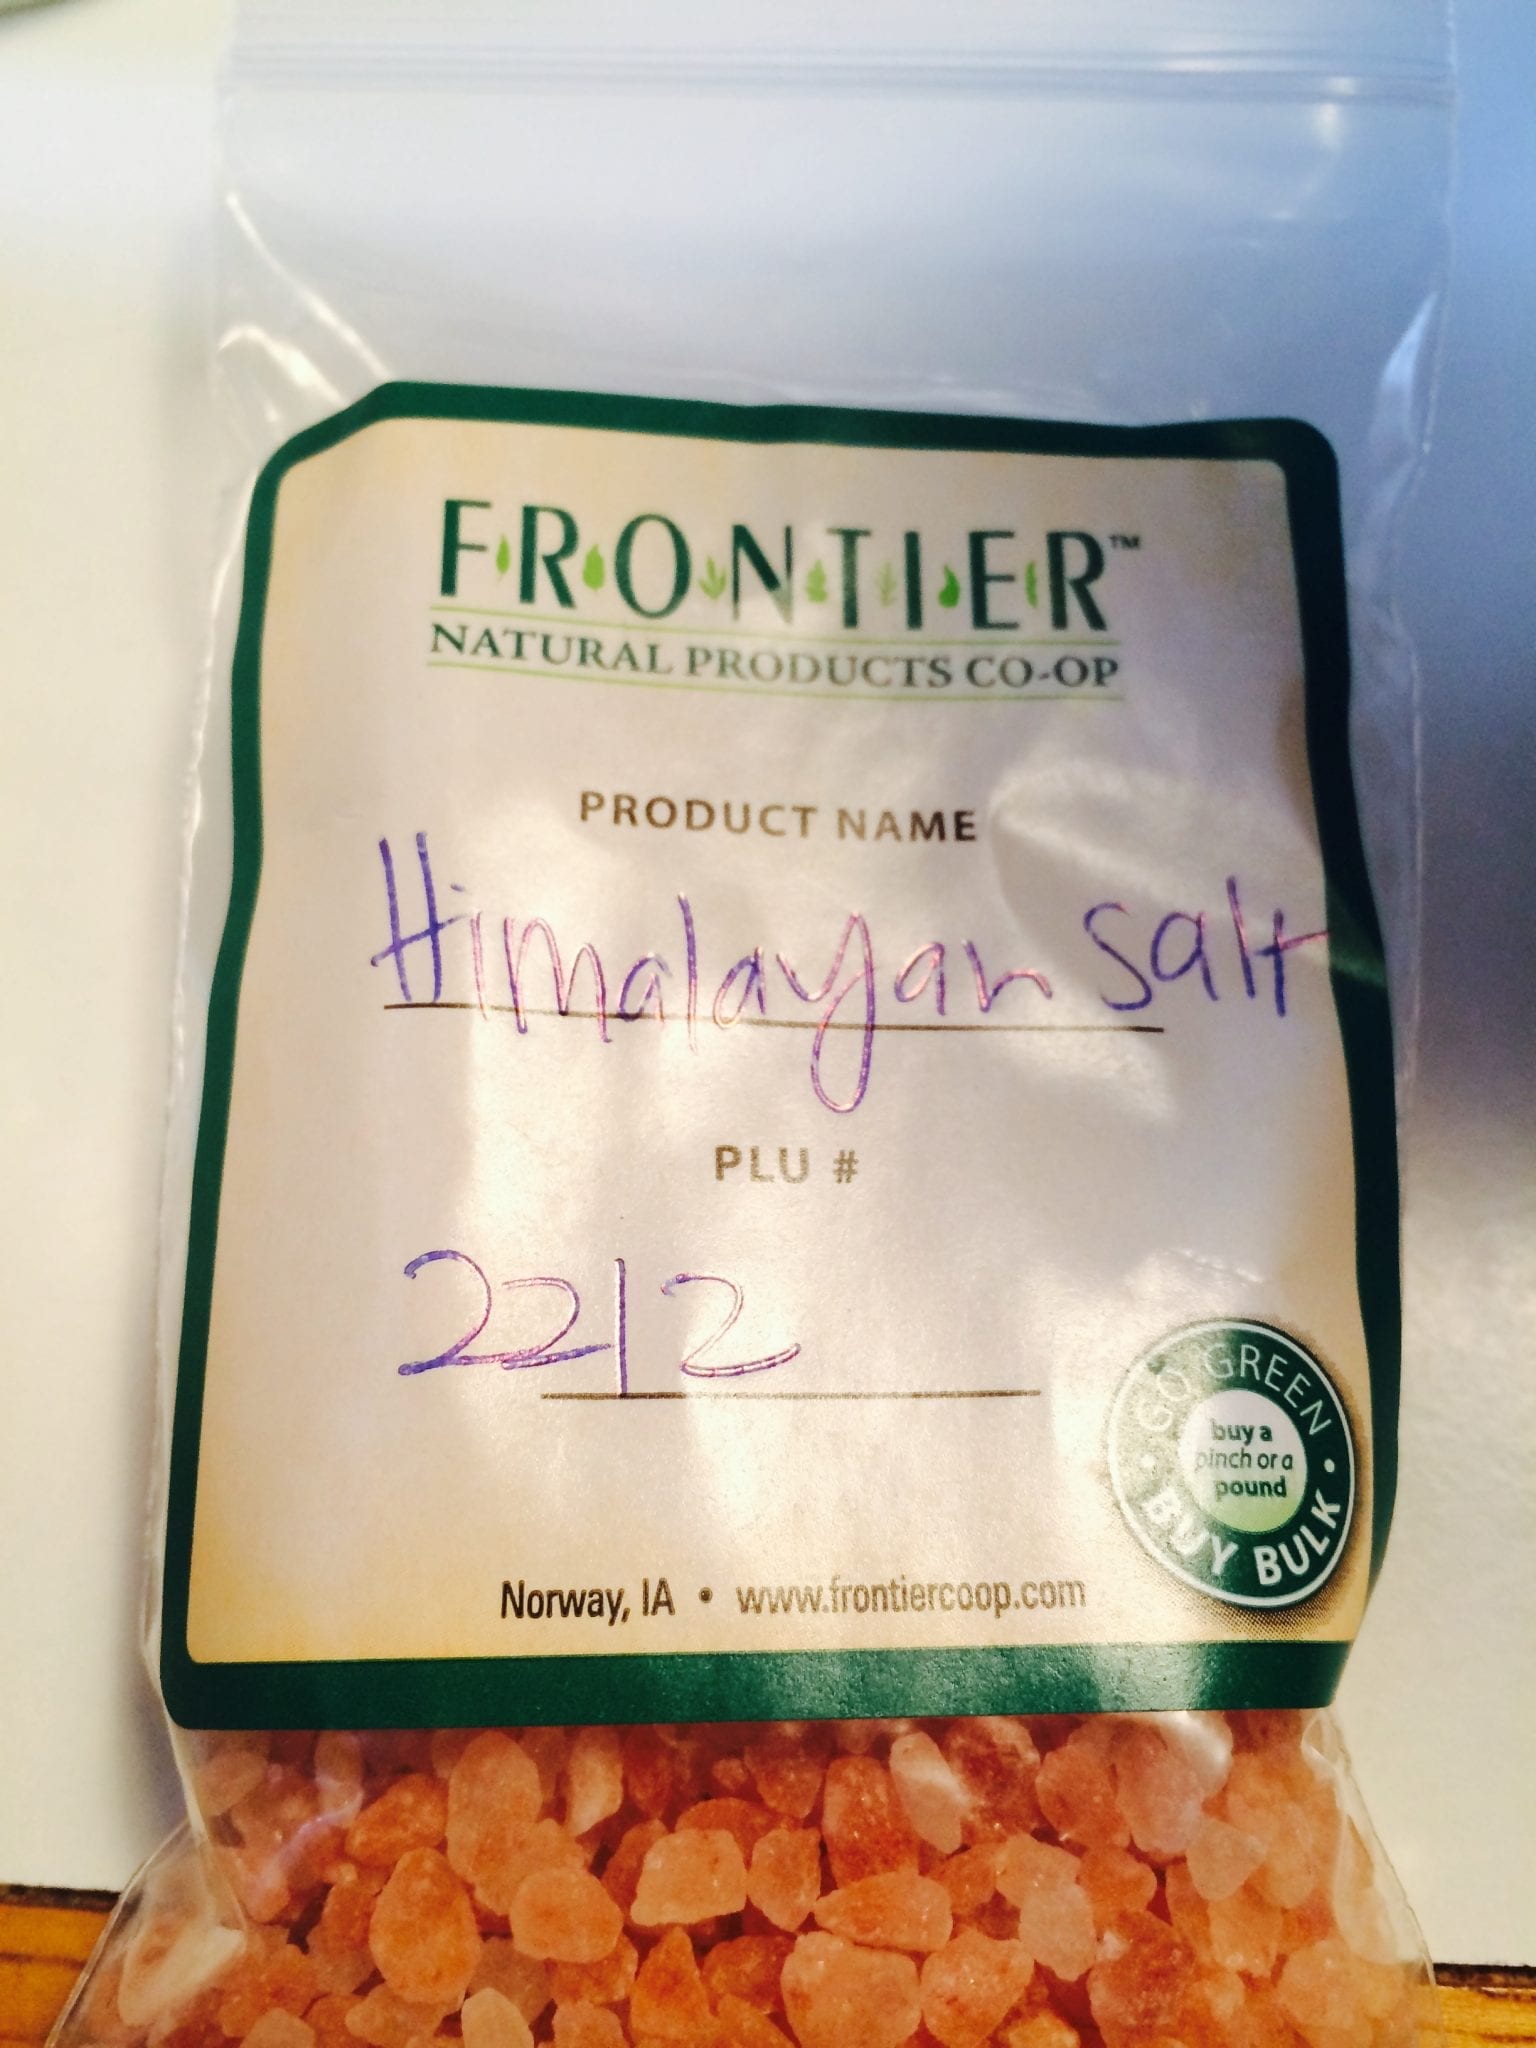 FRONTIER™
NATURAL PRODUCTS CO-OP
PRODUCT NAME
Himalayan Salt
PLU #
2212
GO GREEN
buy a
pinch or a
pound
• BUY BULK •
Norway, IA • www.frontiercoop.com